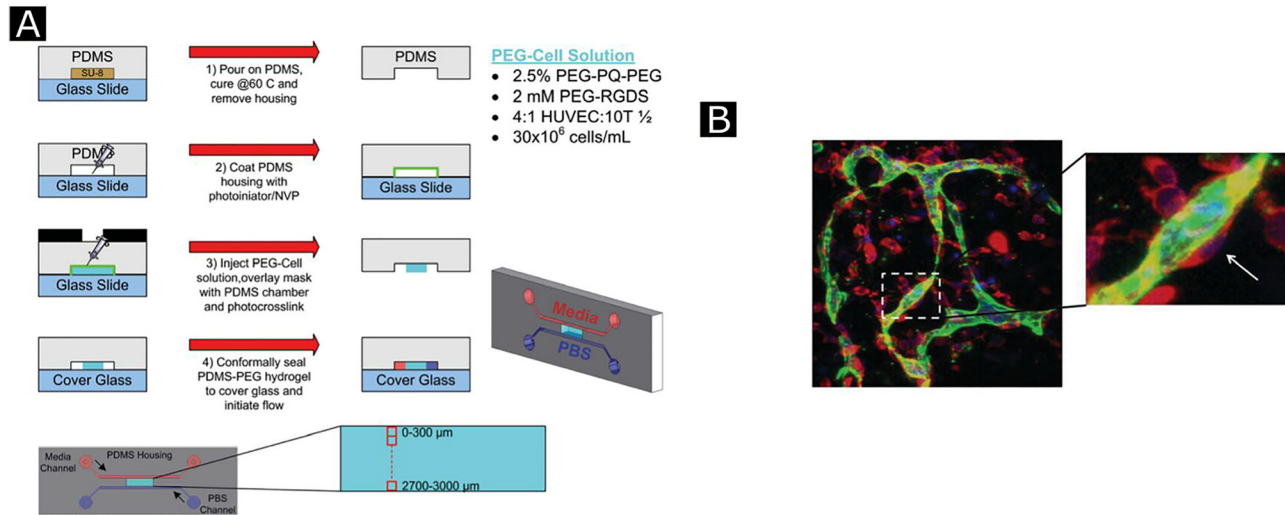 A
PDMS
SU-8
Glass Slide
1) Pour on PDMS,
cure @60 C and
remove housing
PDMS
PEG-Cell Solution
• 2.5% PEG-PQ-PEG
• 2 mM PEG-RGDS
• 4:1 HUVEC:10T ½
• 30x10⁶ cells/mL
PDMS
Glass Slide
2) Coat PDMS
housing with
photoiniator/NVP
Glass Slide
Glass Slide
3) Inject PEG-Cell
solution,overlay mask
with PDMS chamber
and photocrosslink
Media
PBS
Cover Glass
4) Conformally seal
PDMS-PEG hydrogel
to cover glass and
initiate flow
Cover Glass
Media
Channel
PDMS Housing
PBS
Channel
0-300 µm
2700-3000 µm
B